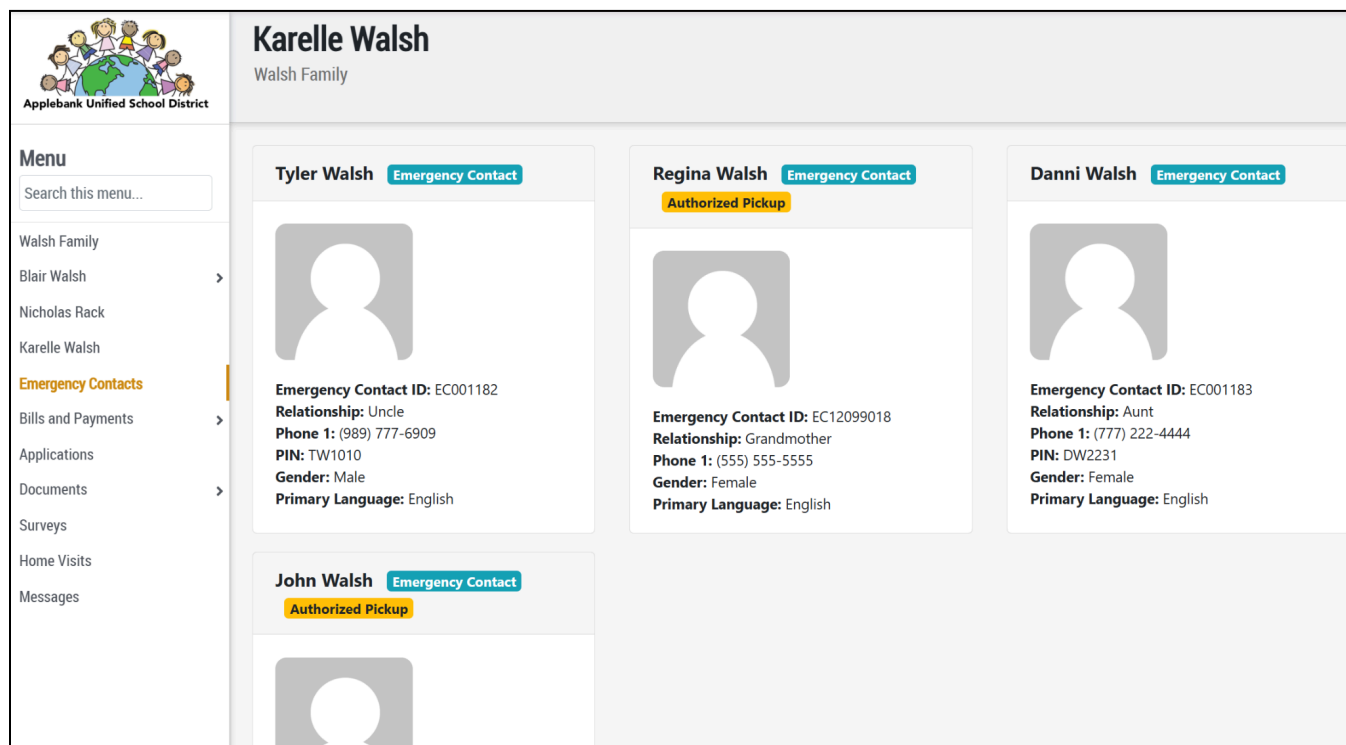 Applebank Unified School District
Karelle Walsh
Walsh Family
Menu
Search this menu...
Walsh Family
Blair Walsh
Nicholas Rack
Karelle Walsh
Emergency Contacts
Bills and Payments
Applications
Documents
Surveys
Home Visits
Messages
Tyler Walsh Emergency Contact
Emergency Contact ID: EC001182
Relationship: Uncle
Phone 1: (989) 777-6909
PIN: TW1010
Gender: Male
Primary Language: English
Regina Walsh Emergency Contact
Authorized Pickup
Emergency Contact ID: EC12099018
Relationship: Grandmother
Phone 1: (555) 555-5555
Gender: Female
Primary Language: English
Danni Walsh Emergency Contact
Emergency Contact ID: EC001183
Relationship: Aunt
Phone 1: (777) 222-4444
PIN: DW2231
Gender: Female
Primary Language: English
John Walsh Emergency Contact
Authorized Pickup